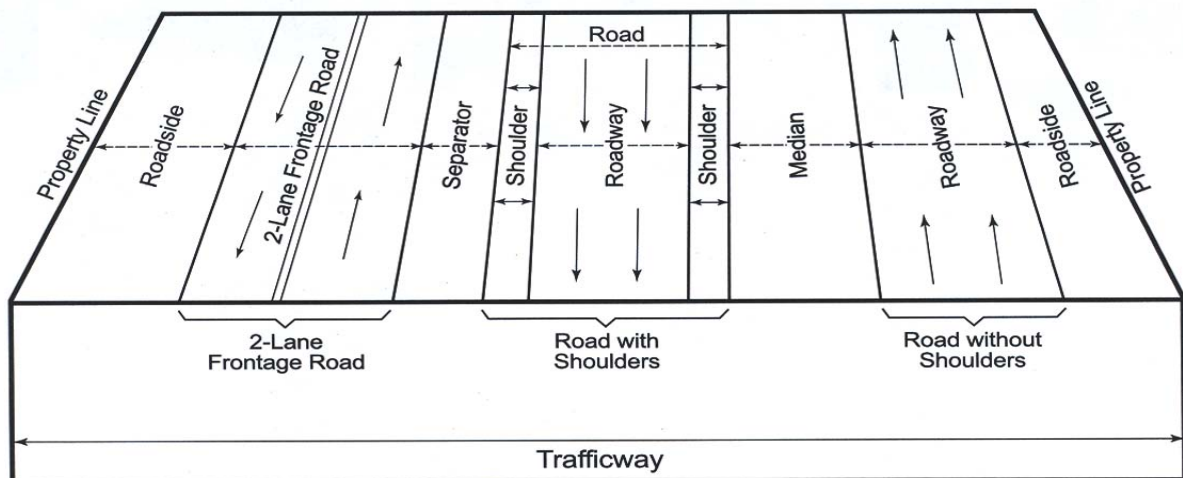 Road
Property Line
Roadside
2-Lane Frontage Road
Separator
Shoulder
Roadway
Shoulder
Median
Roadway
Roadside
Property Line
2-Lane
Frontage Road
Road with
Shoulders
Road without
Shoulders
Trafficway